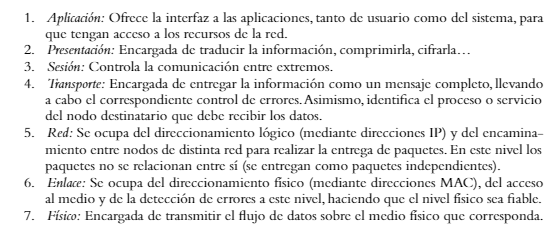 1. Aplicación: Ofrece la interfaz a las aplicaciones, tanto de usuario como del sistema, para
que tengan acceso a los recursos de la red.
2. Presentación: Encargada de traducir la información, comprimirla, cifrarla…
3. Sesión: Controla la comunicación entre extremos.
4. Transporte: Encargada de entregar la información como un mensaje completo, llevando
a cabo el correspondiente control de errores. Asimismo, identifica el proceso o servicio
del nodo destinatario que debe recibir los datos.
5. Red: Se ocupa del direccionamiento lógico (mediante direcciones IP) y del encamina-
miento entre nodos de distinta red para realizar la entrega de paquetes. En este nivel los
paquetes no se relacionan entre sí (se entregan como paquetes independientes).
6. Enlace: Se ocupa del direccionamiento físico (mediante direcciones MAC), del acceso
al medio y de la detección de errores a este nivel, haciendo que el nivel físico sea fiable.
7. Físico: Encargada de transmitir el flujo de datos sobre el medio físico que corresponda.